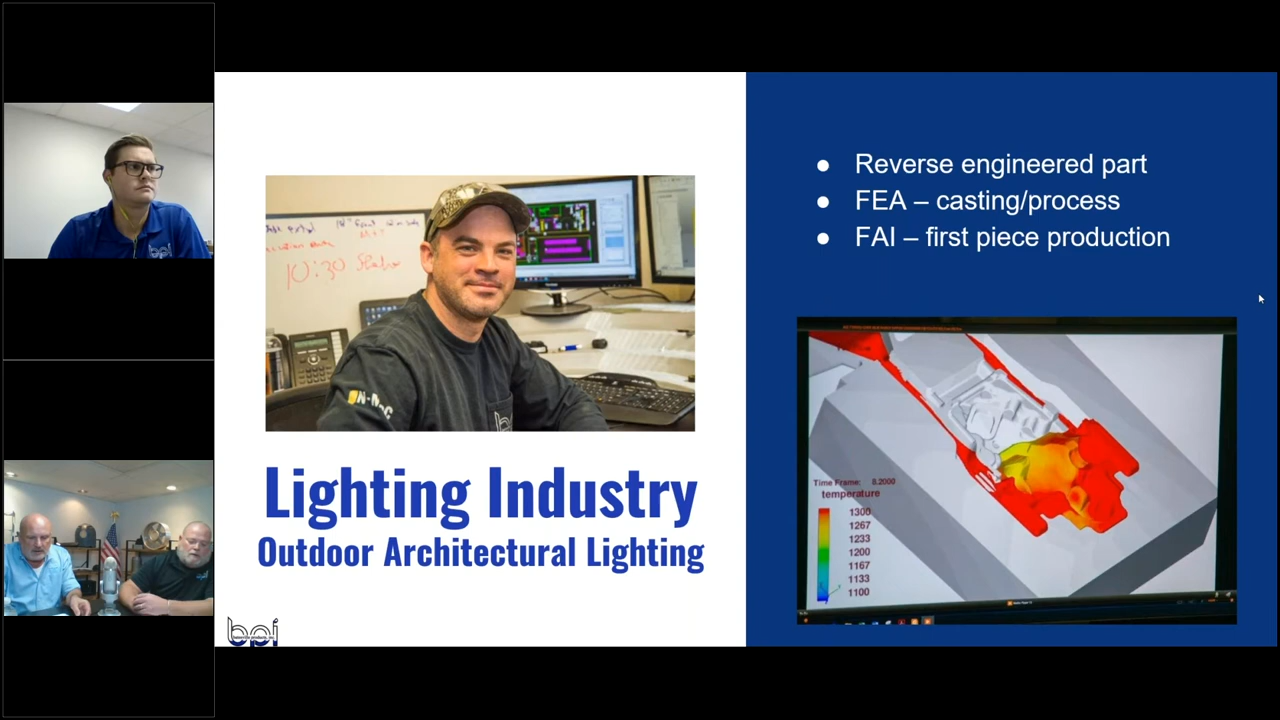 Reverse engineered part
FEA – casting/process
FAI – first piece production
10:30
Lighting Industry
Outdoor Architectural Lighting
bpi
Time Frame: 8.2000
temperature
1300
1267
1233
1200
1167
1133
1100